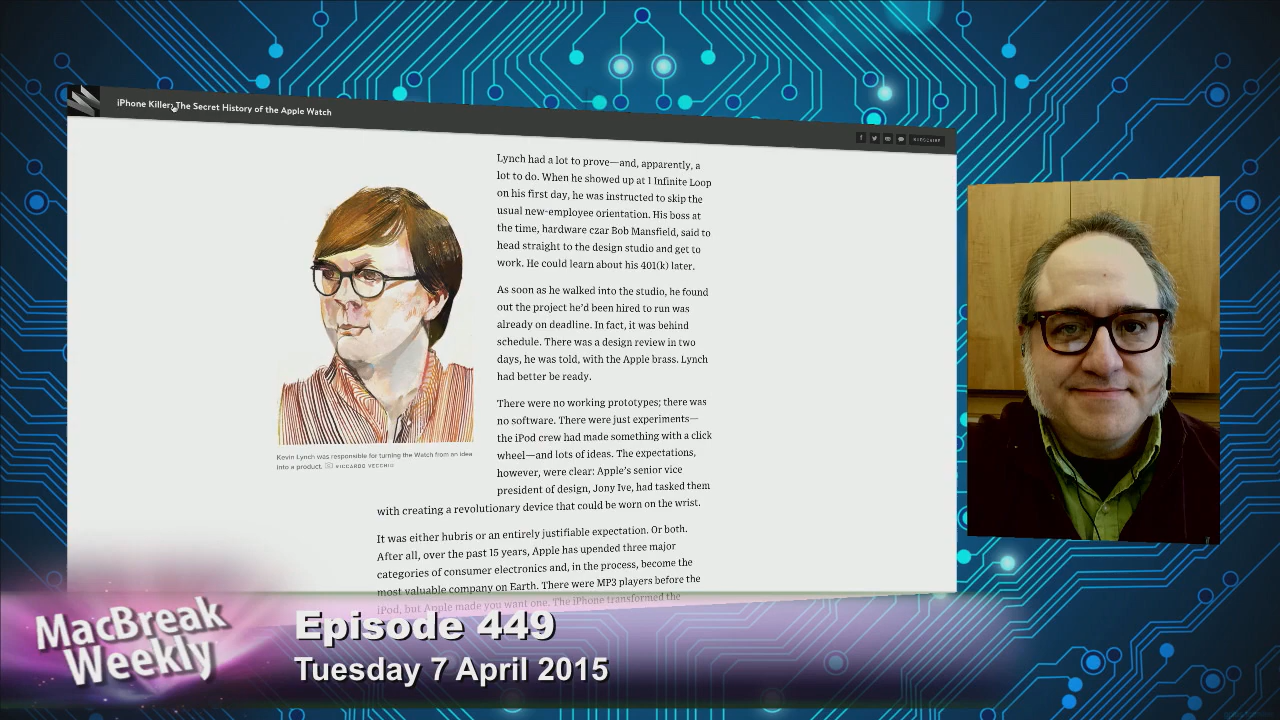 iPhone Killer: The Secret History of the Apple Watch
SUBSCRIBE
Lynch had a lot to prove—and, apparently, a
lot to do. When he showed up at 1 Infinite Loop
on his first day, he was instructed to skip the
usual new-employee orientation. His boss at
the time, hardware czar Bob Mansfield, said to
head straight to the design studio and get to
work. He could learn about his 401(k) later.
As soon as he walked into the studio, he found
out the project he'd been hired to run was
already on deadline. In fact, it was behind
schedule. There was a design review in two
days, he was told, with the Apple brass. Lynch
had better be ready.
There were no working prototypes; there was
no software. There were just experiments—
the iPod crew had made something with a click
wheel—and lots of ideas. The expectations,
however, were clear: Apple's senior vice
president of design, Jony Ive, had tasked them
with creating a revolutionary device that could be worn on the wrist.
Kevin Lynch was responsible for turning the Watch from an idea
into a product. RICCARDO VECCHIO
It was either hubris or an entirely justifiable expectation. Or both.
After all, over the past 15 years, Apple has upended three major
categories of consumer electronics and, in the process, become the
most valuable company on Earth. There were MP3 players before the
iPod, but Apple made you want one. The iPhone transformed the
MacBreak
Weekly
Episode 449
Tuesday 7 April 2015